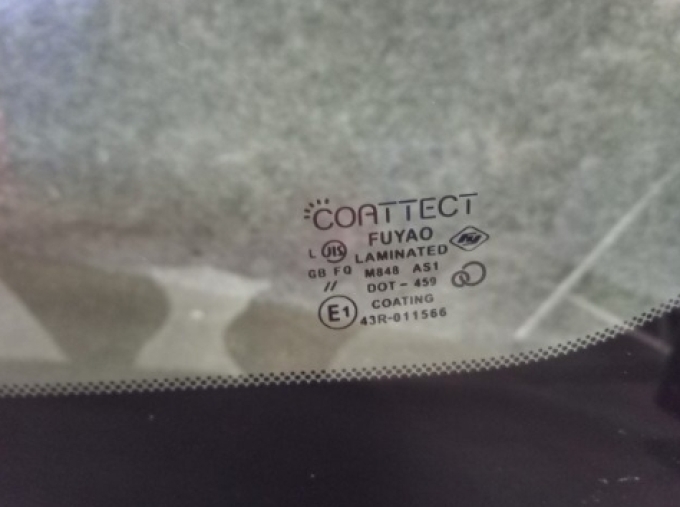 COATTECT
FUYAO
L JIS LAMINATED
GB FQ M848 AS1
// DOT - 459
COATING
E1 43R-011566